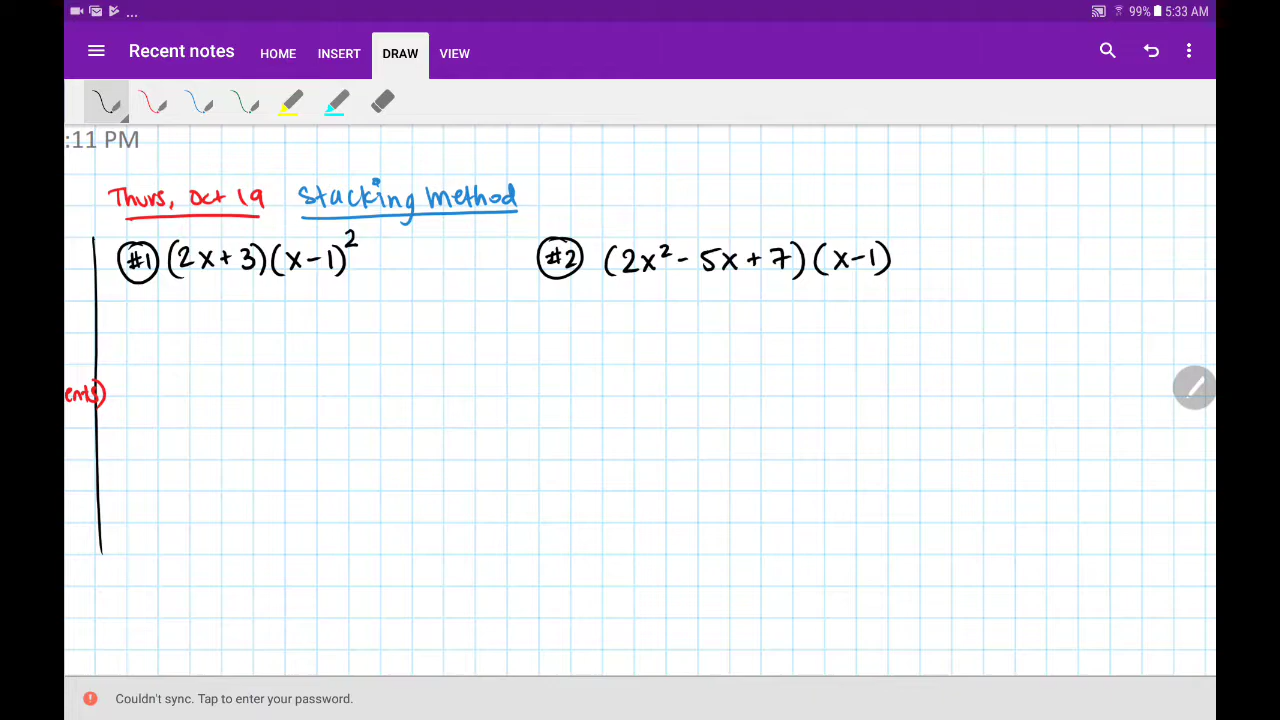 ... 99% 5:33 AM
Recent notes HOME INSERT DRAW VIEW
:11 PM
Thurs, Oct 19 Stacking Method
#1 (2x+3)(x-1)² #2 (2x² - 5x + 7)(x-1)
ents)
Couldn't sync. Tap to enter your password.